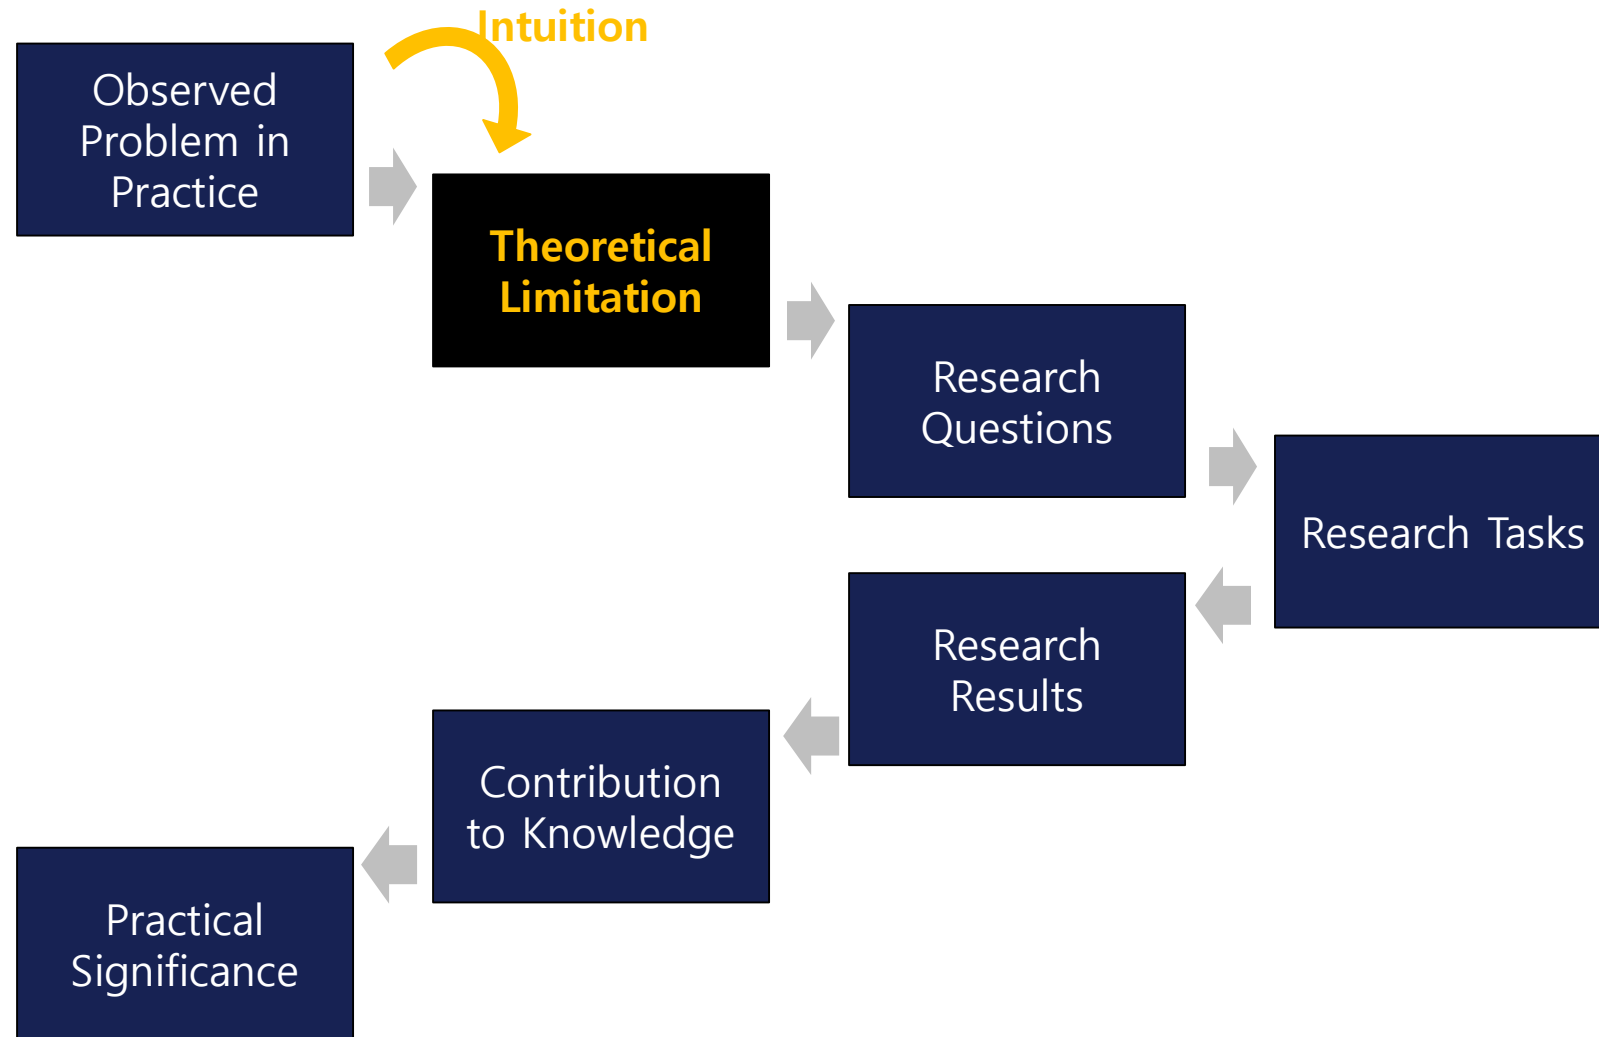 Intuition
Observed
Problem in
Practice
Theoretical
Limitation
Research
Questions
Research Tasks
Research
Results
Contribution
to Knowledge
Practical
Significance